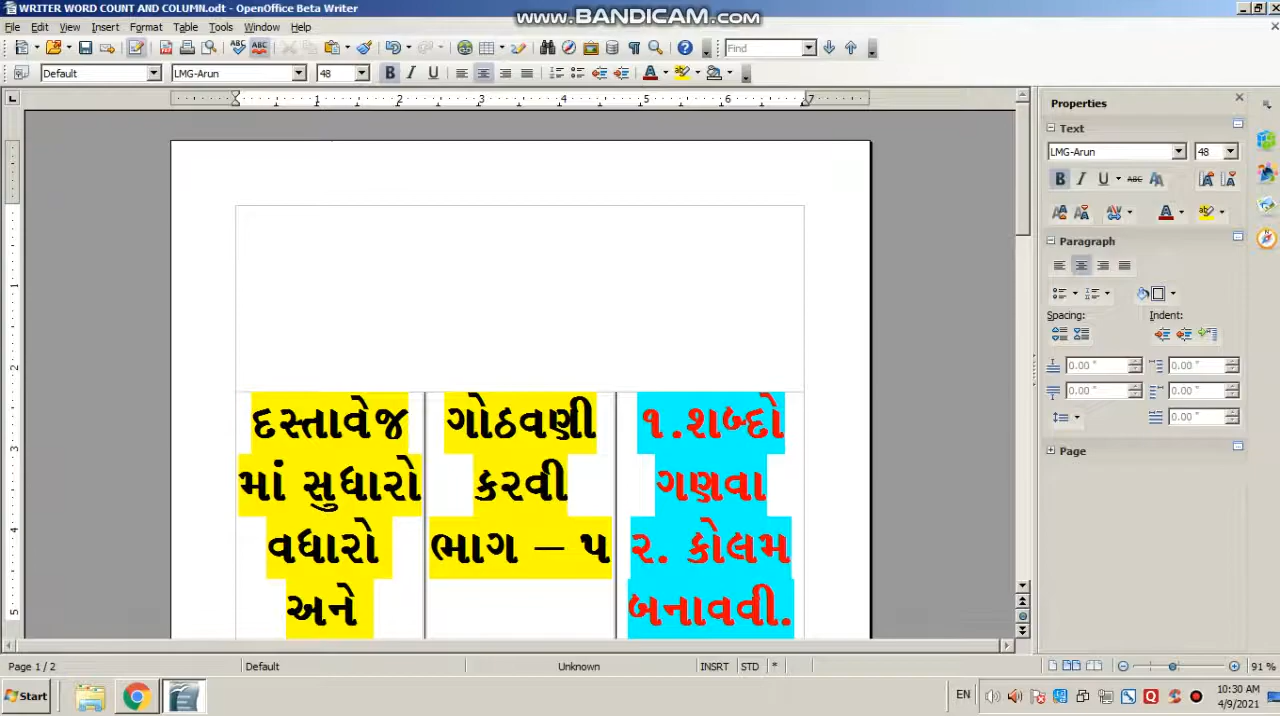 WRITER WORD COUNT AND COLUMN.odt - OpenOffice Beta Writer
www.BANDICAM.com
File Edit View Insert Format Table Tools Window Help
Find
Default LMG-Arun 48
Properties
Text
LMG-Arun 48
Paragraph
Spacing: Indent:
0.00 " 0.00 "
0.00 " 0.00 "
0.00 "
Page
દસ્તાવેજ
માં સુધારો
વધારો
અને
ગોઠવણી
કરવી
ભાગ – ૫
૧.શબ્દો
ગણવા
૨. કોલમ
બનાવવી.
Page 1 / 2 Default Unknown INSRT STD * 91 %
Start EN 10:30 AM
4/9/2021